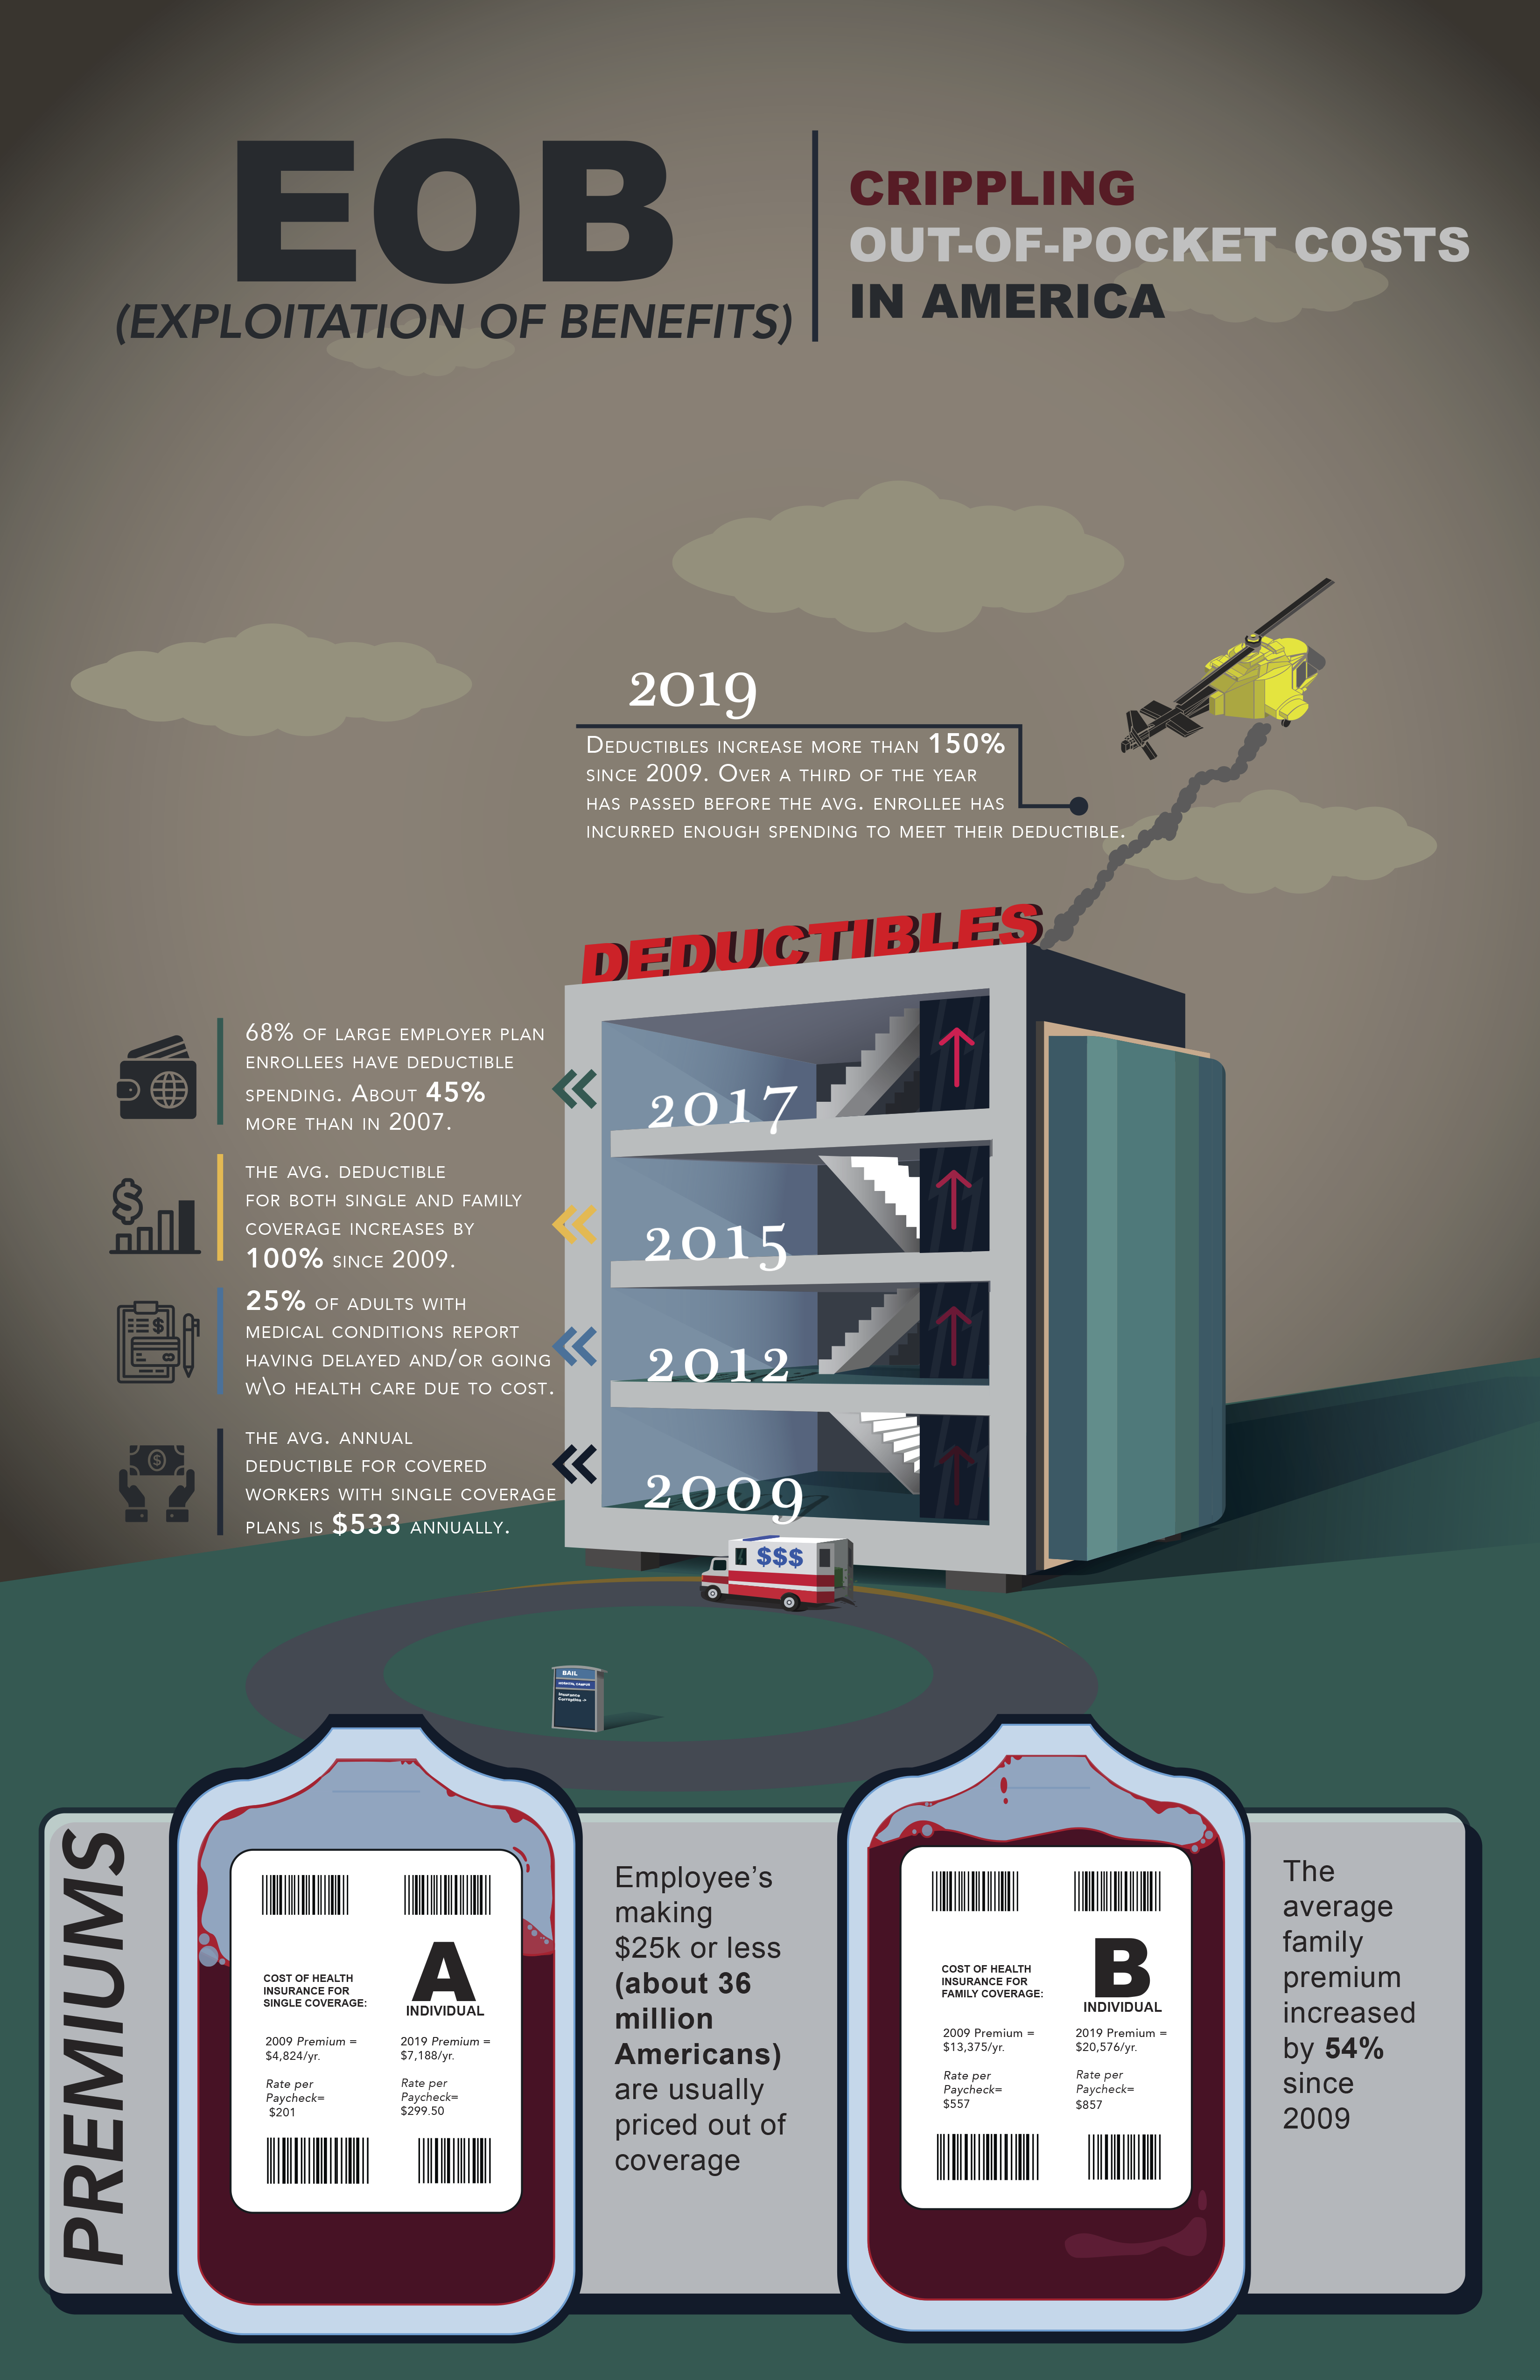 EOB
(EXPLOITATION OF BENEFITS)
CRIPPLING
OUT-OF-POCKET COSTS
IN AMERICA
2019
DEDUCTIBLES INCREASE MORE THAN 150%
SINCE 2009. OVER A THIRD OF THE YEAR
HAS PASSED BEFORE THE AVG. ENROLLEE HAS
INCURRED ENOUGH SPENDING TO MEET THEIR DEDUCTIBLE.
DEDUCTIBLES
68% OF LARGE EMPLOYER PLAN
ENROLLEES HAVE DEDUCTIBLE
SPENDING. ABOUT 45%
MORE THAN IN 2007.
2017
THE AVG. DEDUCTIBLE
FOR BOTH SINGLE AND FAMILY
COVERAGE INCREASES BY
100% SINCE 2009.
2015
25% OF ADULTS WITH
MEDICAL CONDITIONS REPORT
HAVING DELAYED AND/OR GOING
W\O HEALTH CARE DUE TO COST.
2012
THE AVG. ANNUAL
DEDUCTIBLE FOR COVERED
WORKERS WITH SINGLE COVERAGE
PLANS IS $533 ANNUALLY.
2009
$$$
BAIL
MEDICAL CAMPUS
Insurance
Corruption
PREMIUMS
COST OF HEALTH
INSURANCE FOR
SINGLE COVERAGE:
A
INDIVIDUAL
2009 Premium =
$4,824/yr.
Rate per
Paycheck=
$201
2019 Premium =
$7,188/yr.
Rate per
Paycheck=
$299.50
Employee's
making
$25k or less
(about 36
million
Americans)
are usually
priced out of
coverage
COST OF HEALTH
INSURANCE FOR
FAMILY COVERAGE:
B
INDIVIDUAL
2009 Premium =
$13,375/yr.
Rate per
Paycheck=
$557
2019 Premium =
$20,576/yr.
Rate per
Paycheck=
$857
The
average
family
premium
increased
by 54%
since
2009